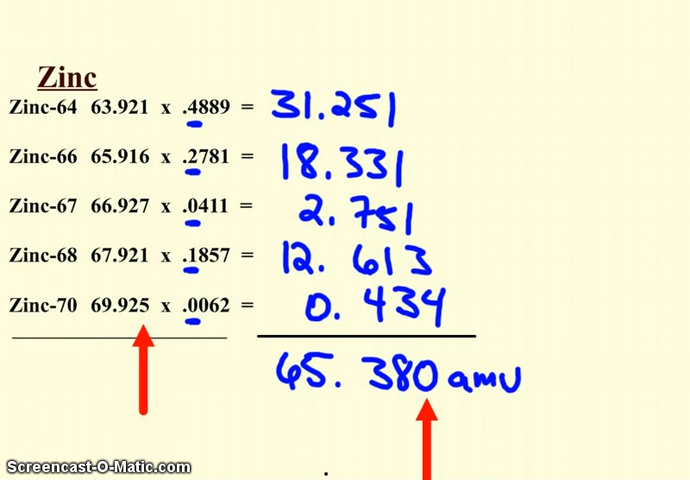 Zinc
Zinc-64 63.921 x .4889 = 31.251
Zinc-66 65.916 x .2781 = 18.331
Zinc-67 66.927 x .0411 = 2.751
Zinc-68 67.921 x .1857 = 12.613
Zinc-70 69.925 x .0062 = 0.434
65.380 amu
Screencast-O-Matic.com